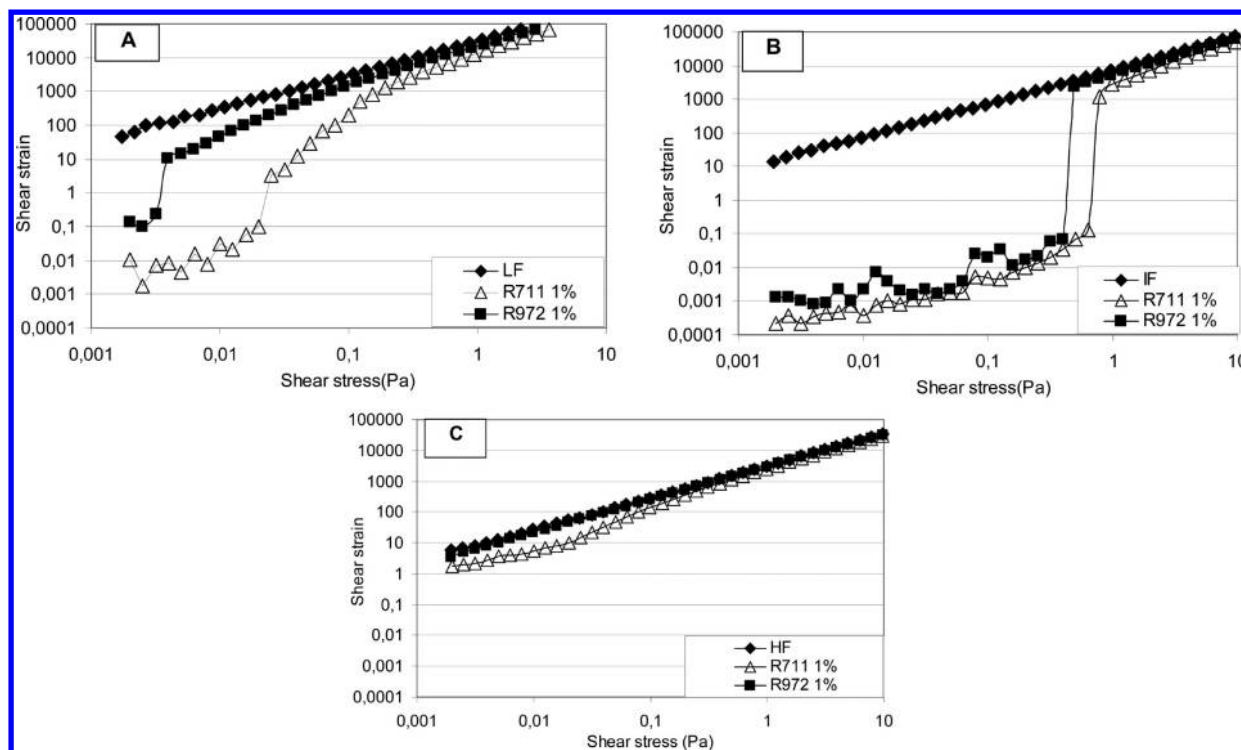 A
100000
10000
1000
100
10
1
0,1
0,01
0,001
0,0001
Shear strain
LF
R711 1%
R972 1%
0,001 0,01 0,1 1 10
Shear stress(Pa)
B
100000
10000
1000
100
10
1
0,1
0,01
0,001
0,0001
Shear strain
IF
R711 1%
R972 1%
0,001 0,01 0,1 1 10
Shear stress(Pa)
C
100000
10000
1000
100
10
1
0,1
0,01
0,001
0,0001
Shear strain
HF
R711 1%
R972 1%
0,001 0,01 0,1 1 10
Shear stress (Pa)